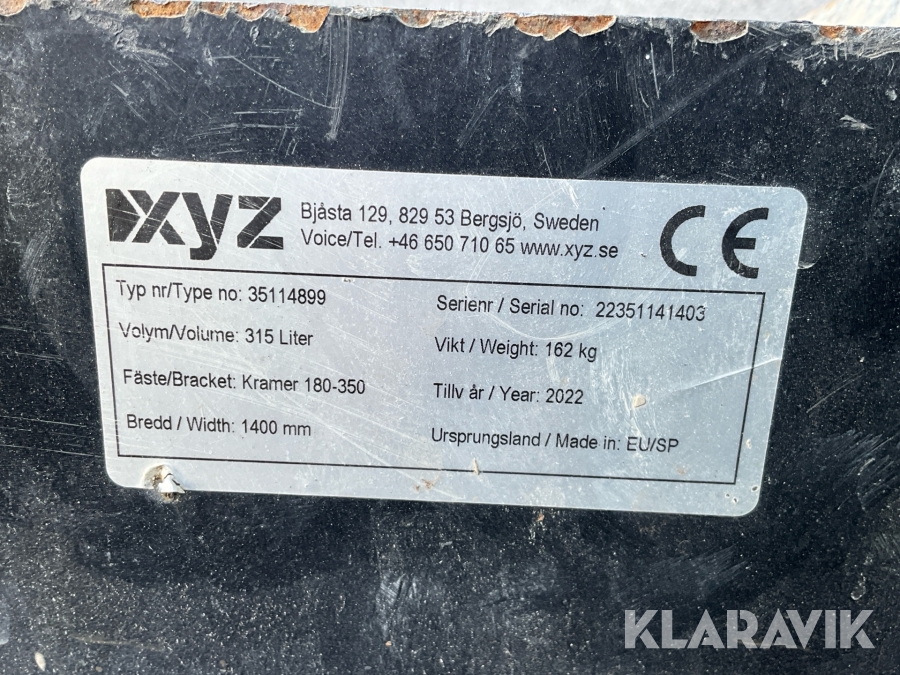 xyz
Bjåsta 129, 829 53 Bergsjö, Sweden
Voice/Tel. +46 650 710 65 www.xyz.se
CE
Typ nr/Type no: 35114899
Serienr / Serial no: 22351141403
Volym/Volume: 315 Liter
Vikt / Weight: 162 kg
Fäste/Bracket: Kramer 180-350
Tillv år / Year: 2022
Bredd / Width: 1400 mm
Ursprungsland / Made in: EU/SP
KLARAVIK